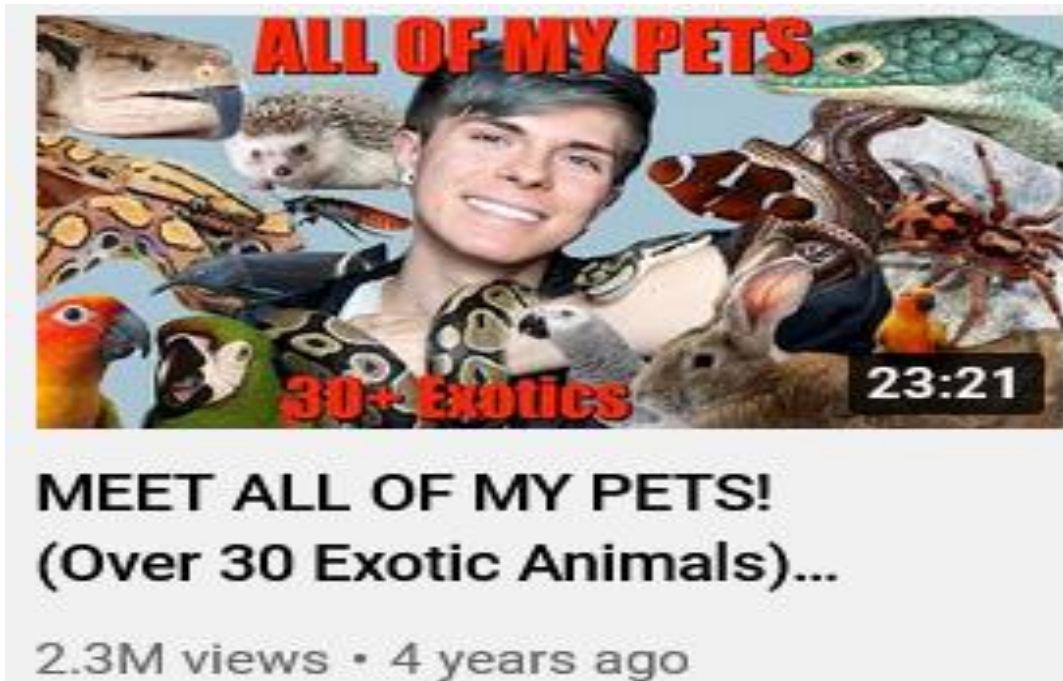 ALL OF MY PETS
30+ Exotics
23:21
MEET ALL OF MY PETS!
(Over 30 Exotic Animals)...
2.3M views • 4 years ago